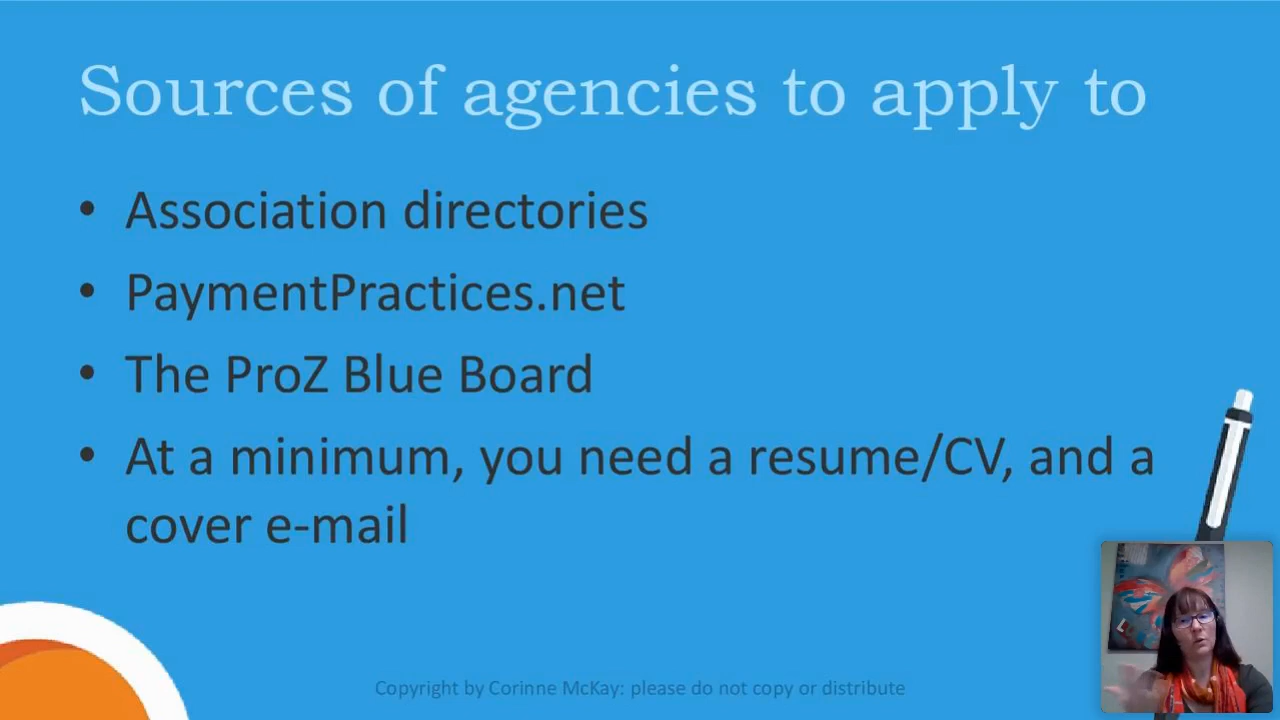 Sources of agencies to apply to
• Association directories
• PaymentPractices.net
• The ProZ Blue Board
• At a minimum, you need a resume/CV, and a
cover e-mail
Copyright by Corinne McKay: please do not copy or distribute